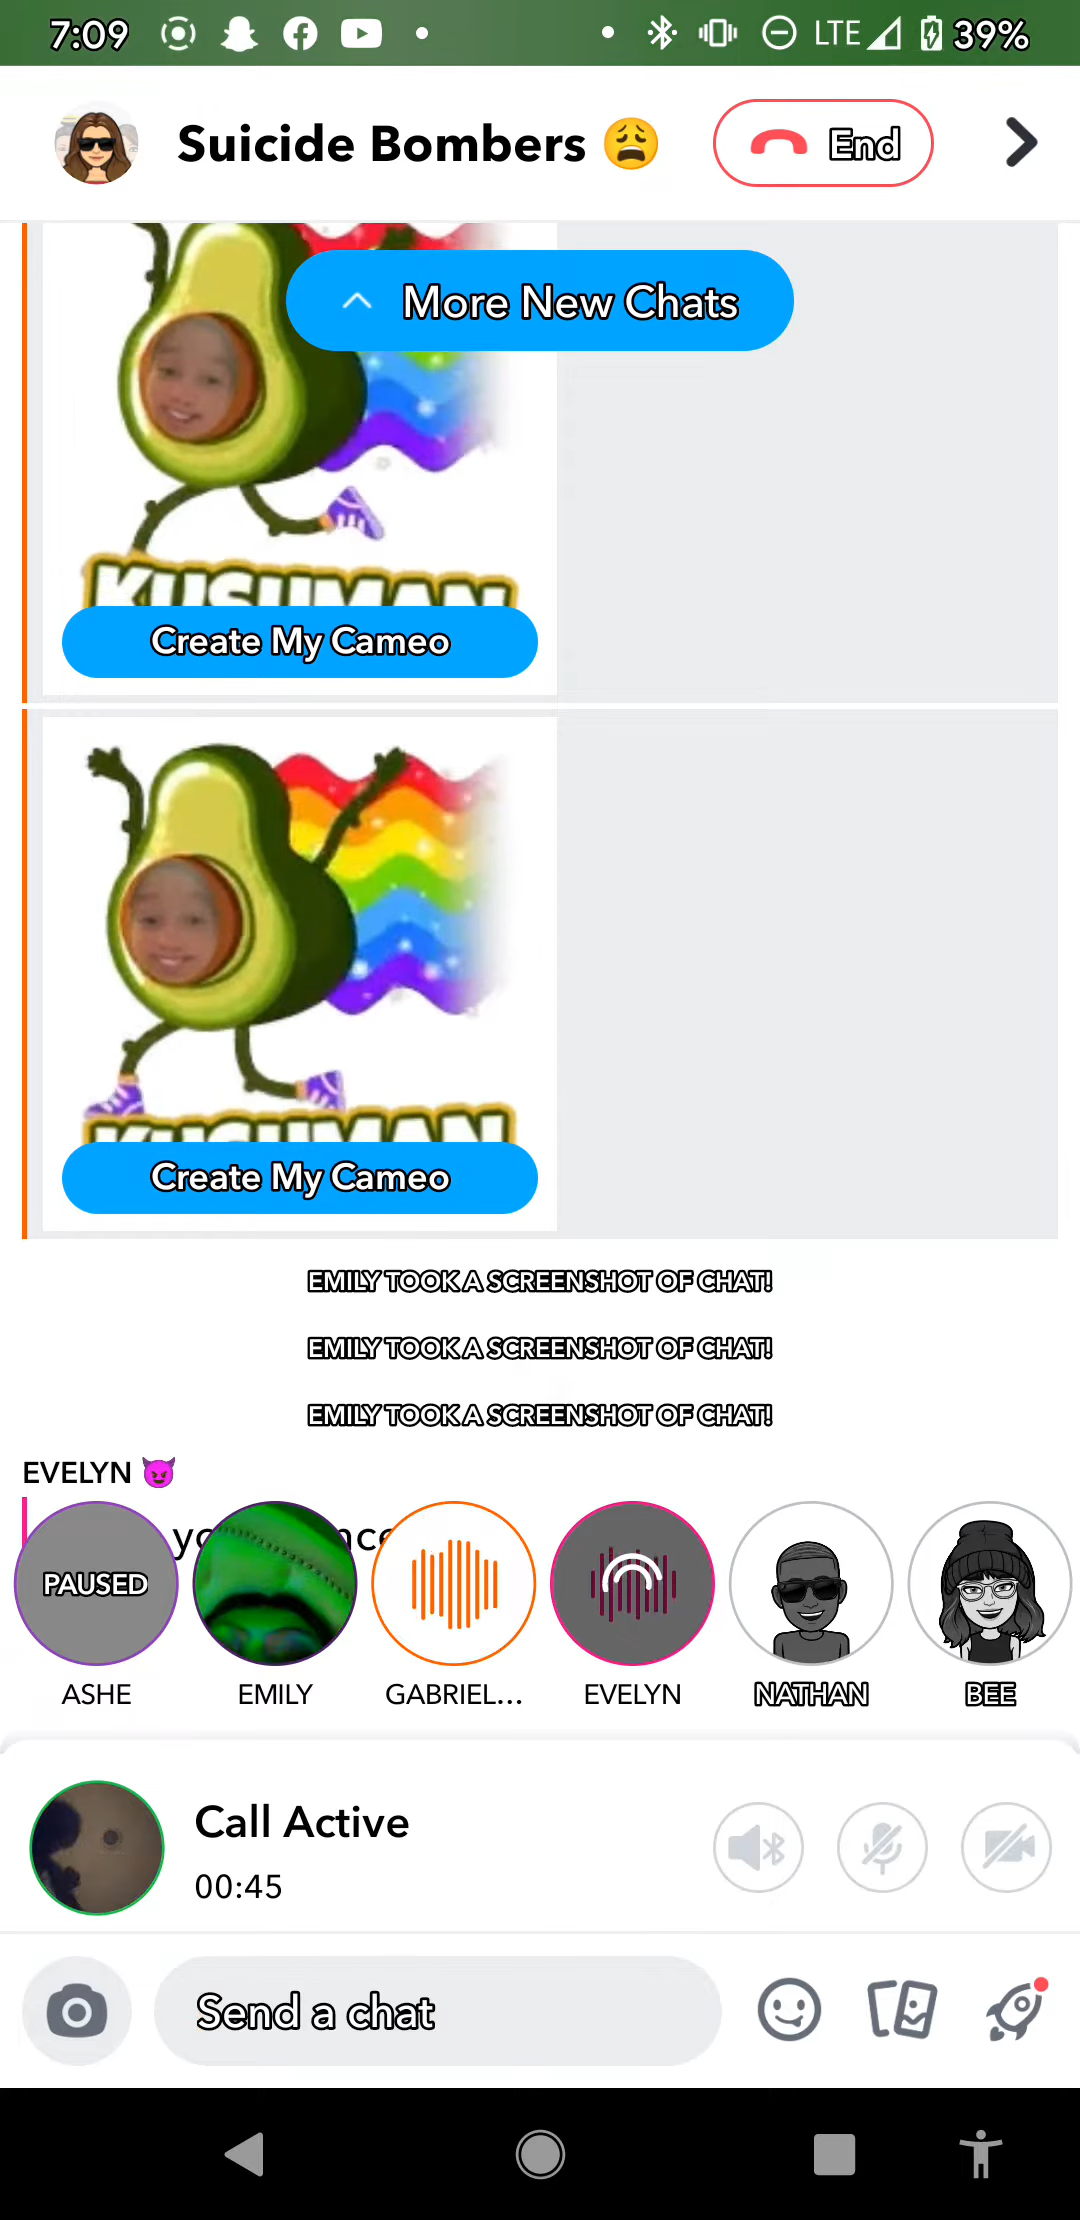 7:09
LTE 39%
Suicide Bombers 😩
End
More New Chats
KUSHMAN
Create My Cameo
KUSHMAN
Create My Cameo
EMILY TOOK A SCREENSHOT OF CHAT!
EMILY TOOK A SCREENSHOT OF CHAT!
EMILY TOOK A SCREENSHOT OF CHAT!
EVELYN 😈
PAUSED
ASHE EMILY GABRIEL... EVELYN NATHAN BEE
Call Active
00:45
Send a chat